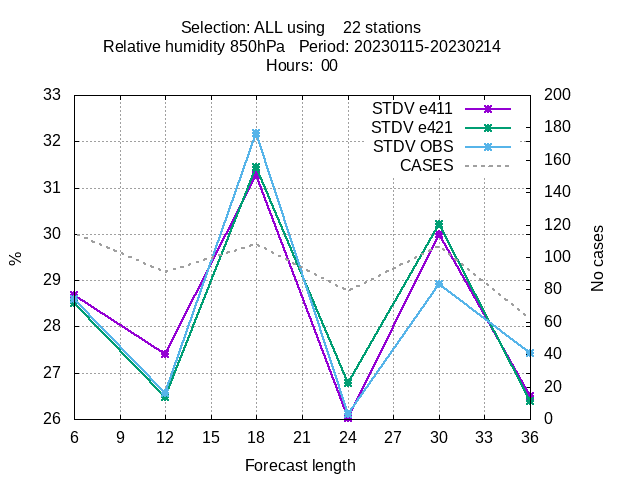 Selection: ALL using    22 stations
Relative humidity 850hPa   Period: 20230115-20230214
Hours:  00
STDV e411
STDV e421
STDV OBS
CASES
33
32
31
30
29
28
27
26
%
200
180
160
140
120
100
80
60
40
20
0
No cases
6 9 12 15 18 21 24 27 30 33 36
Forecast length